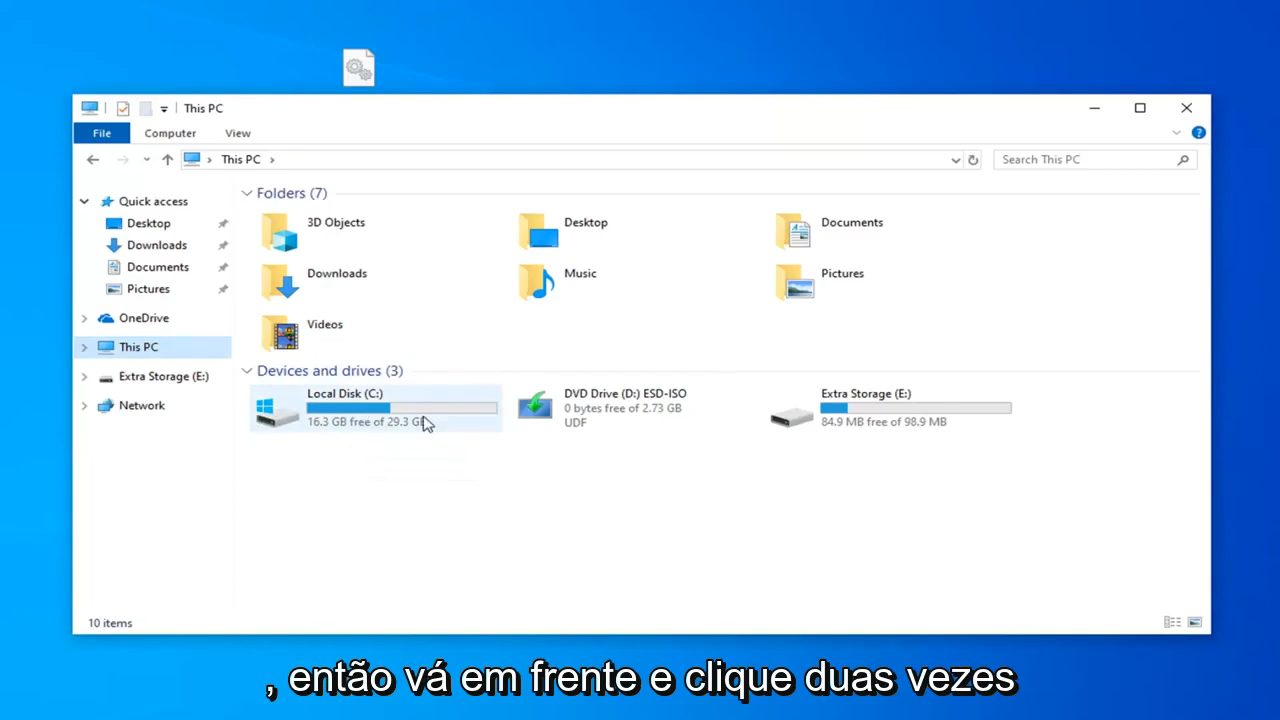 This PC
File
Computer
View
This PC
Search This PC
Quick access
Desktop
Downloads
Documents
Pictures
OneDrive
This PC
Extra Storage (E:)
Network
Folders (7)
3D Objects
Desktop
Documents
Downloads
Music
Pictures
Videos
Devices and drives (3)
Local Disk (C:)
16.3 GB free of 29.3 GB
DVD Drive (D:) ESD-ISO
0 bytes free of 2.73 GB
UDF
Extra Storage (E:)
84.9 MB free of 98.9 MB
10 items
, então vá em frente e clique duas vezes